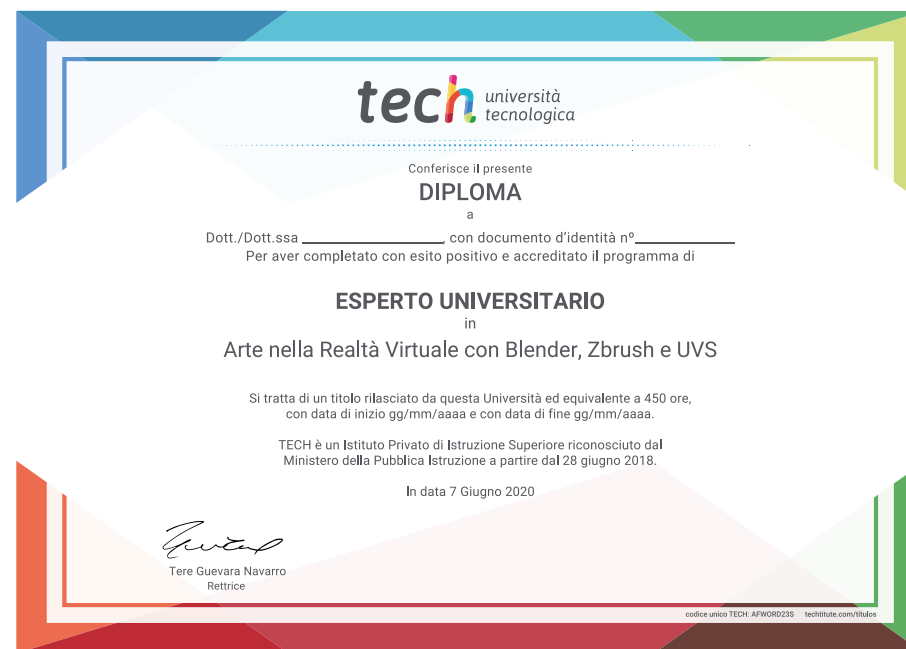 tech università
tecnologica
Conferisce il presente
DIPLOMA
a
Dott./Dott.ssa ________________, con documento d'identità nº____________
Per aver completato con esito positivo e accreditato il programma di
ESPERTO UNIVERSITARIO
in
Arte nella Realtà Virtuale con Blender, Zbrush e UVS
Si tratta di un titolo rilasciato da questa Università ed equivalente a 450 ore,
con data di inizio gg/mm/aaaa e con data di fine gg/mm/aaaa.
TECH è un Istituto Privato di Istruzione Superiore riconosciuto dal
Ministero della Pubblica Istruzione a partire dal 28 giugno 2018.
In data 7 Giugno 2020
Tere Guevara Navarro
Rettrice
codice unico TECH: AFWORD23S techtitute.com/titulos